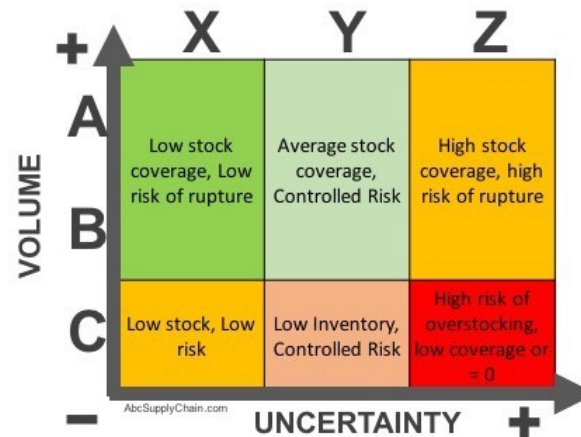 X Y Z
+
A
Low stock
coverage, Low
risk of rupture
Average stock
coverage,
Controlled Risk
High stock
coverage, high
risk of rupture
VOLUME
B
C
Low stock, Low
risk
Low Inventory,
Controlled Risk
High risk of
overstocking,
low coverage or
= 0
–
AbcSupplyChain.com
UNCERTAINTY +